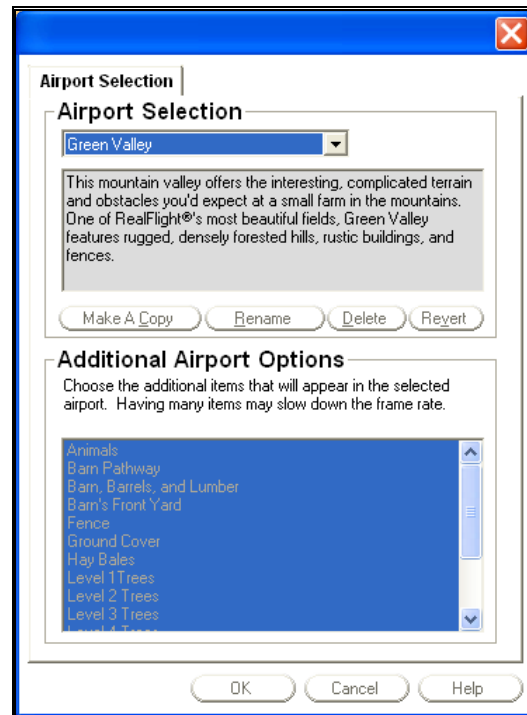 Airport Selection
Airport Selection
Green Valley
This mountain valley offers the interesting, complicated terrain
and obstacles you'd expect at a small farm in the mountains.
One of RealFlight®'s most beautiful fields, Green Valley
features rugged, densely forested hills, rustic buildings, and
fences.
Make A Copy Rename Delete Revert
Additional Airport Options
Choose the additional items that will appear in the selected
airport. Having many items may slow down the frame rate.
Animals
Barn Pathway
Barn, Barrels, and Lumber
Barn's Front Yard
Fence
Ground Cover
Hay Bales
Level 1Trees
Level 2 Trees
Level 3 Trees
Level 4 Trees
OK Cancel Help